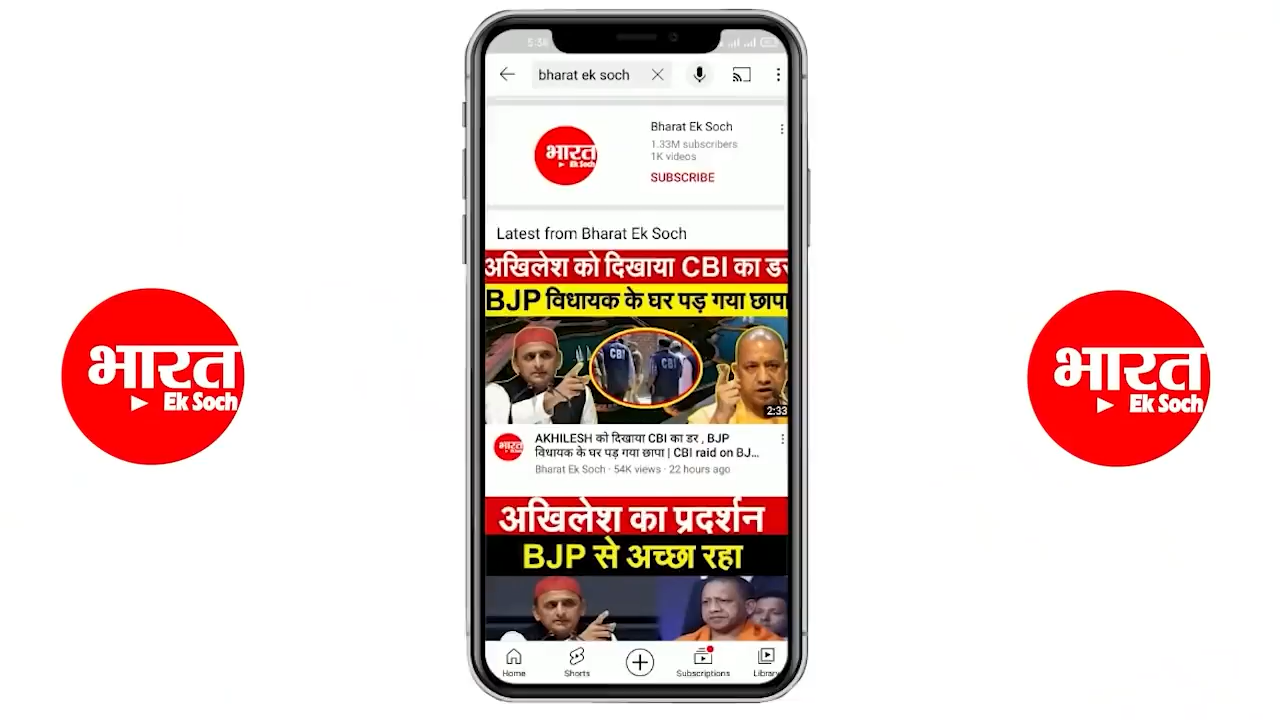 5:36
bharat ek soch
भारत
Ek Soch
Bharat Ek Soch
1.33M subscribers
1K videos
SUBSCRIBE
Latest from Bharat Ek Soch
अखिलेश को दिखाया CBI का डर
BJP विधायक के घर पड़ गया छापा
CBI
2:33
भारत
AKHILESH को दिखाया CBI का डर , BJP
विधायक के घर पड़ गया छापा | CBI raid on BJ...
Bharat Ek Soch · 54K views · 22 hours ago
अखिलेश का प्रदर्शन
BJP से अच्छा रहा
Home
Shorts
Subscriptions
Library
भारत
Ek Soch
भारत
Ek Soch